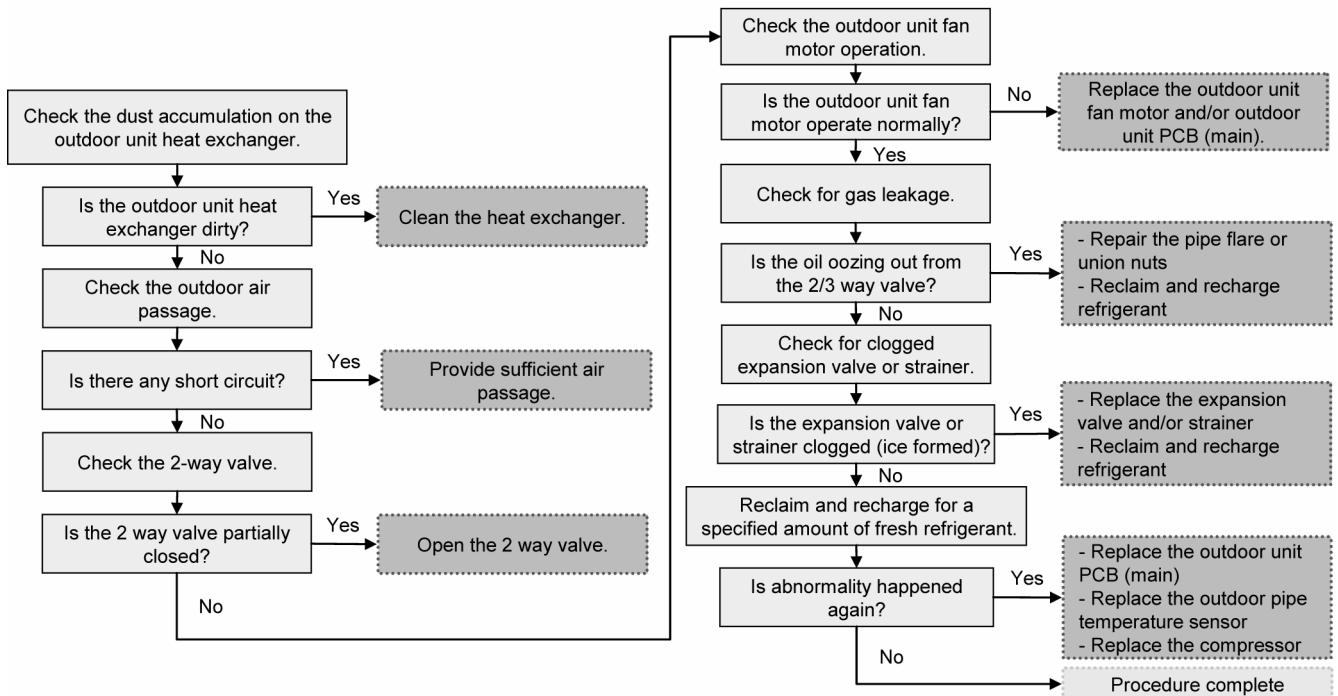 Check the dust accumulation on the
outdoor unit heat exchanger.
Is the outdoor unit heat
exchanger dirty?
Yes
Clean the heat exchanger.
No
Check the outdoor air
passage.
Is there any short circuit?
Yes
Provide sufficient air
passage.
No
Check the 2-way valve.
Is the 2 way valve partially
closed?
Yes
Open the 2 way valve.
No
Check the outdoor unit fan
motor operation.
Is the outdoor unit fan
motor operate normally?
No
Replace the outdoor unit
fan motor and/or outdoor
unit PCB (main).
Yes
Check for gas leakage.
Is the oil oozing out from
the 2/3 way valve?
Yes
- Repair the pipe flare or
union nuts
- Reclaim and recharge
refrigerant
No
Check for clogged
expansion valve or strainer.
Is the expansion valve or
strainer clogged (ice formed)?
Yes
- Replace the expansion
valve and/or strainer
- Reclaim and recharge
refrigerant
No
Reclaim and recharge for a
specified amount of fresh refrigerant.
Is abnormality happened
again?
Yes
- Replace the outdoor unit
PCB (main)
- Replace the outdoor pipe
temperature sensor
- Replace the compressor
No
Procedure complete